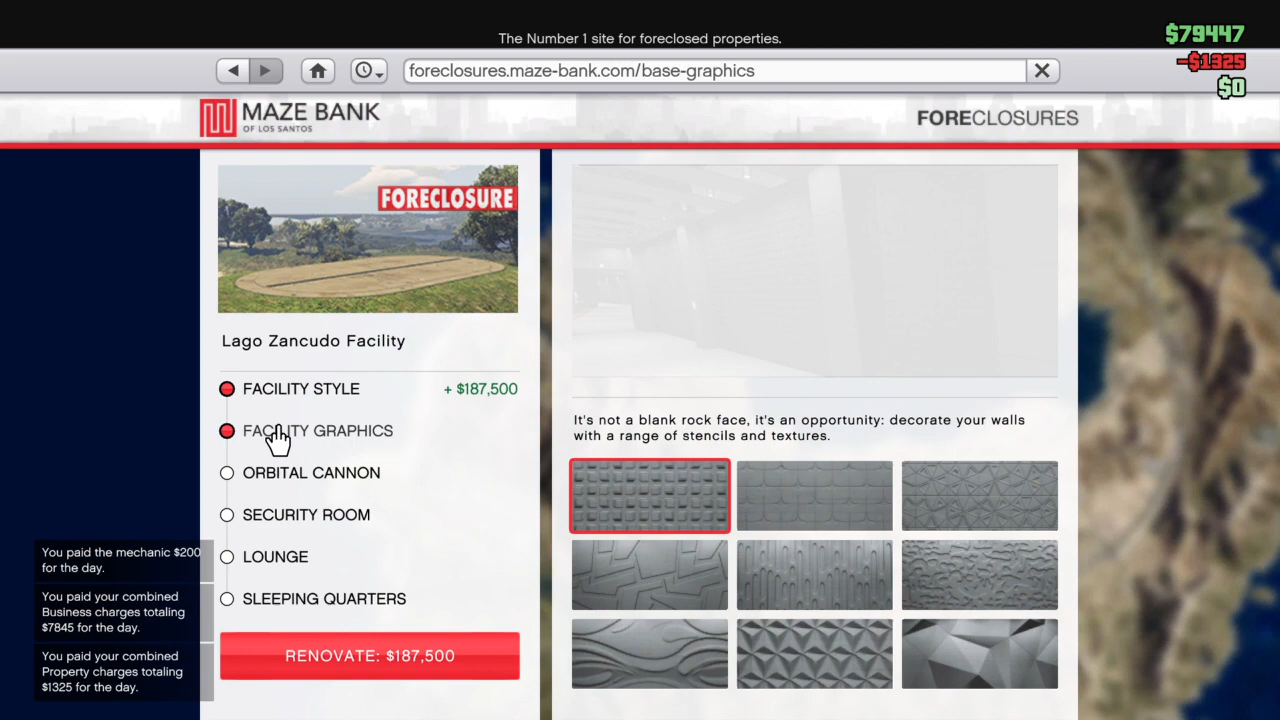 The Number 1 site for foreclosed properties.
$79447
-$1325
$0
foreclosures.maze-bank.com/base-graphics
MAZE BANK
OF LOS SANTOS
FORECLOSURES
FORECLOSURE
Lago Zancudo Facility
FACILITY STYLE + $187,500
FACILITY GRAPHICS
ORBITAL CANNON
SECURITY ROOM
LOUNGE
SLEEPING QUARTERS
RENOVATE: $187,500
It's not a blank rock face, it's an opportunity: decorate your walls
with a range of stencils and textures.
You paid the mechanic $200
for the day.
You paid your combined
Business charges totaling
$7845 for the day.
You paid your combined
Property charges totaling
$1325 for the day.